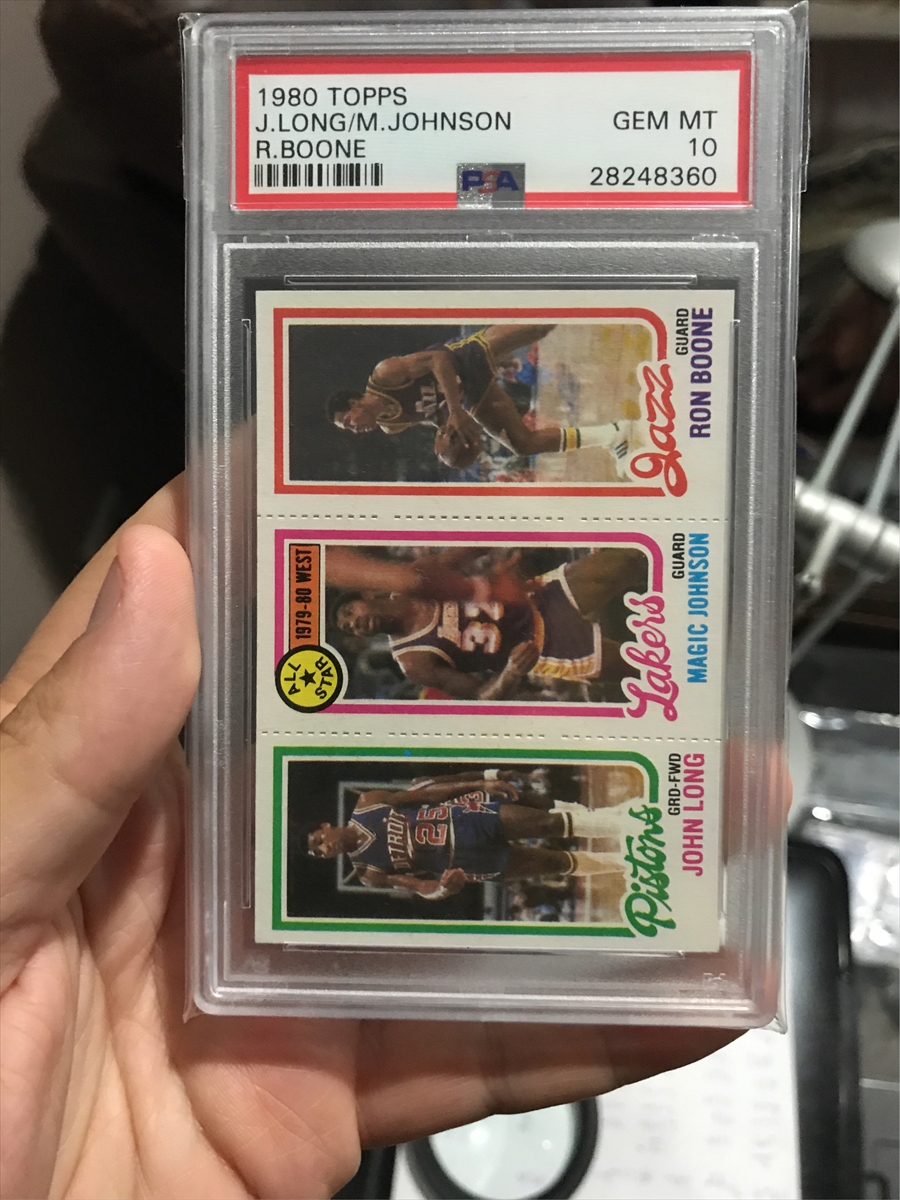 1980 TOPPS
J.LONG/M.JOHNSON GEM MT
R.BOONE 10
PSA 28248360
Jazz
GUARD
RON BOONE
1979-80 WEST
ALL STAR
32
Lakers
GUARD
MAGIC JOHNSON
DETROIT
25
Pistons
GRD-FWD
JOHN LONG